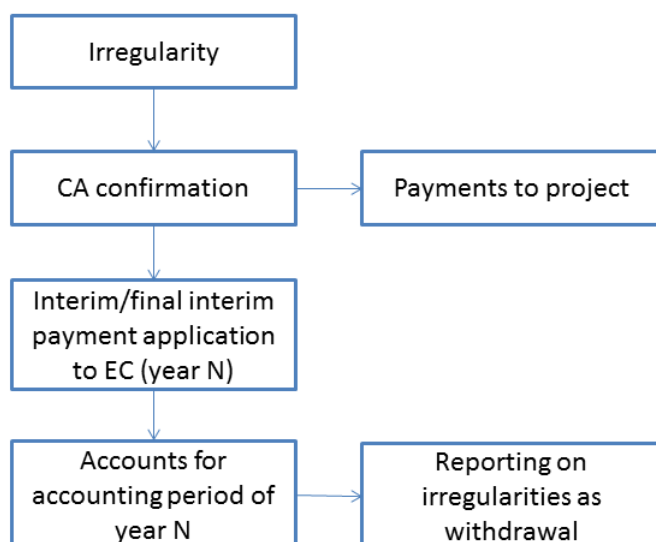 Irregularity
CA confirmation
Payments to project
Interim/final interim
payment application
to EC (year N)
Accounts for
accounting period of
year N
Reporting on
irregularities as
withdrawal